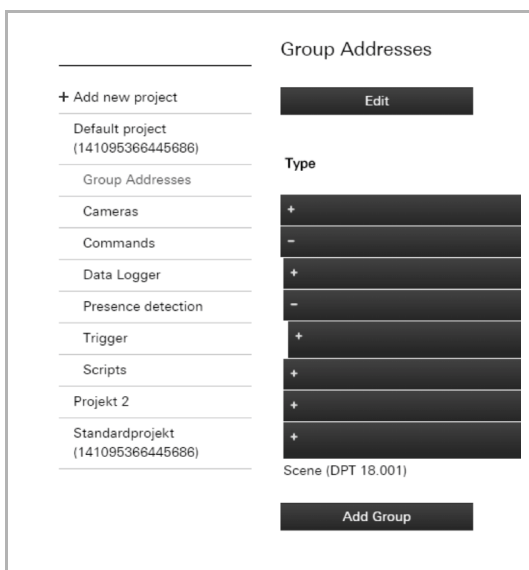 Group Addresses
+ Add new project
Edit
Default project
(141095366445686)
Type
Group Addresses
Cameras
+
Commands
-
Data Logger
+
Presence detection
-
Trigger
+
Scripts
+
Projekt 2
+
Standardprojekt
(141095366445686)
+
Scene (DPT 18.001)
Add Group